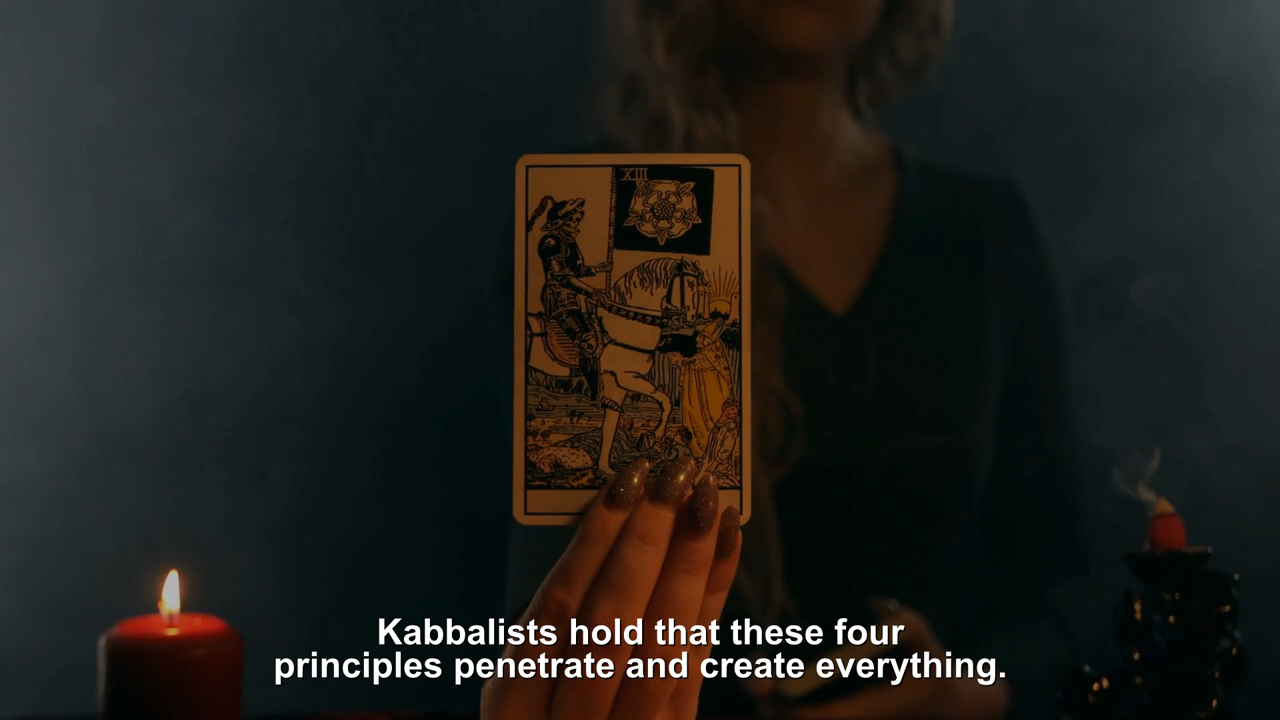 XIII
Kabbalists hold that these four
principles penetrate and create everything.